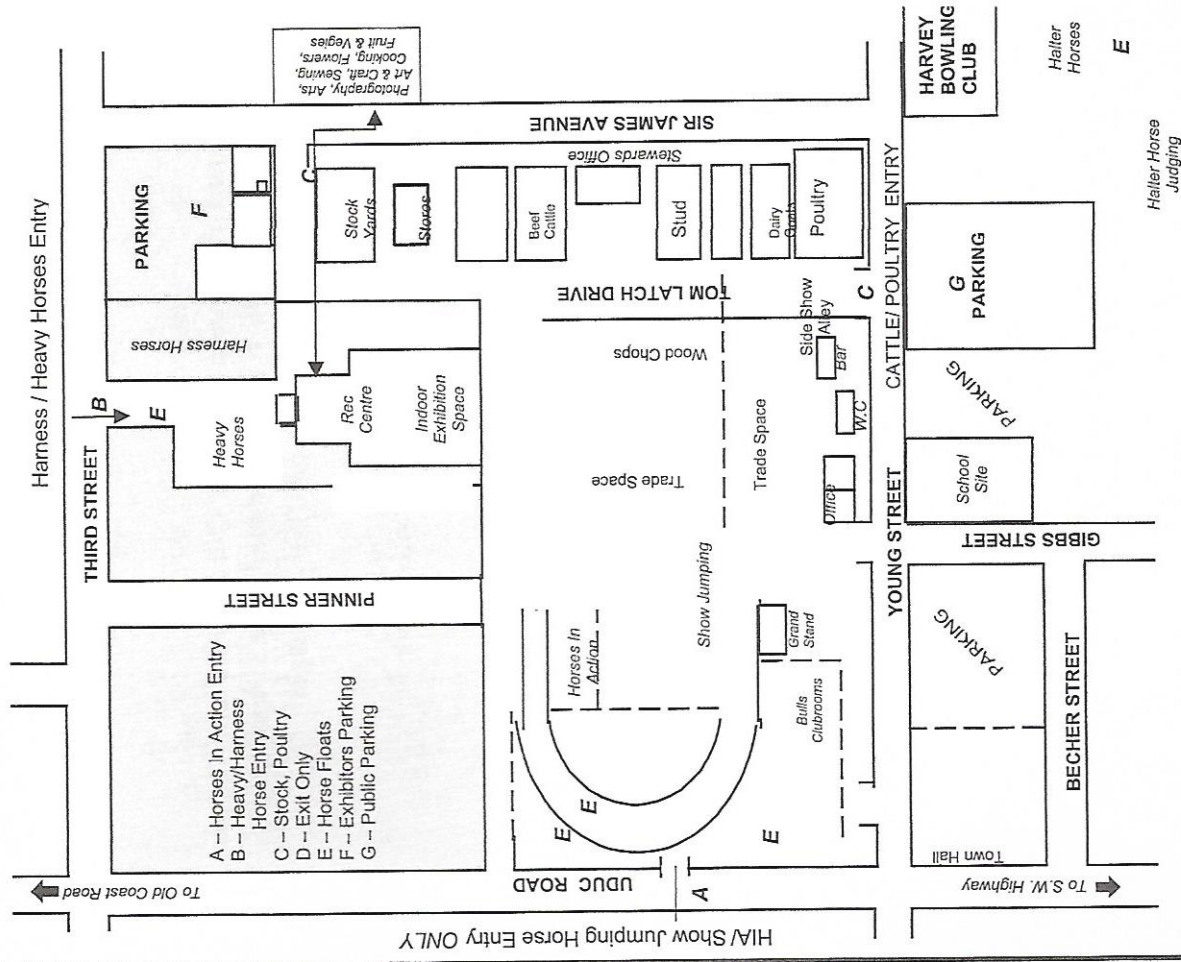 Harness / Heavy Horses Entry
THIRD STREET
B
E
Heavy
Horses
Harness Horses
PARKING
F
Photography, Arts,
Art & Craft, Sewing,
Cooking, Flowers,
Fruit & Vegies
PINNER STREET
Rec
Centre
Indoor
Exhibition
Space
C
Stock
Yards
Stores
Beef
Cattle
Stewards Office
Stud
Dairy
Goats
Poultry
SIR JAMES AVENUE
TOM LATCH DRIVE
A – Horses In Action Entry
B – Heavy/Harness
Horse Entry
C – Stock, Poultry
D – Exit Only
E – Horse Floats
F – Exhibitors Parking
G – Public Parking
To Old Coast Road
Horses In
Action
Show Jumping
Trade Space
Wood Chops
Trade Space
Side Show
Alley
Bar
W.C
Office
Grand
Stand
Bulls
Clubrooms
E
E
E
UDUC ROAD
A
HIA/Show Jumping Horse Entry ONLY
C
YOUNG STREET
CATTLE/ POULTRY ENTRY
HARVEY
BOWLING
CLUB
Halter
Horses
E
Halter Horse
Judging
G
PARKING
PARKING
School
Site
GIBBS STREET
PARKING
Town Hall
BECHER STREET
To S.W. Highway